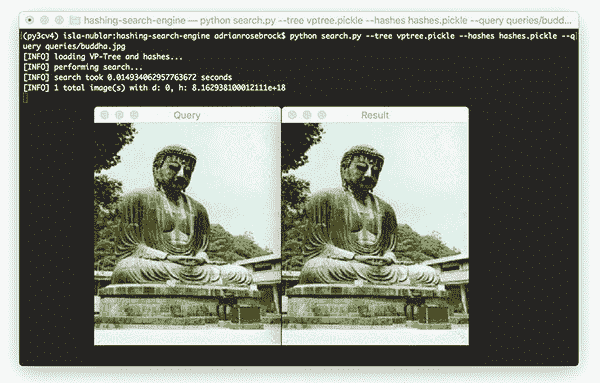 hashing-search-engine — python search.py --tree vptree.pickle --hashes hashes.pickle --query queries/budd...
(py3cv4) isla-nublar:hashing-search-engine adrianrosebrock$ python search.py --tree vptree.pickle --hashes hashes.pickle --q
uery queries/buddha.jpg
[INFO] loading VP-Tree and hashes...
[INFO] performing search...
[INFO] search took 0.014934062957763672 seconds
[INFO] 1 total image(s) with d: 0, h: 8.162938100012111e+18
Query
Result